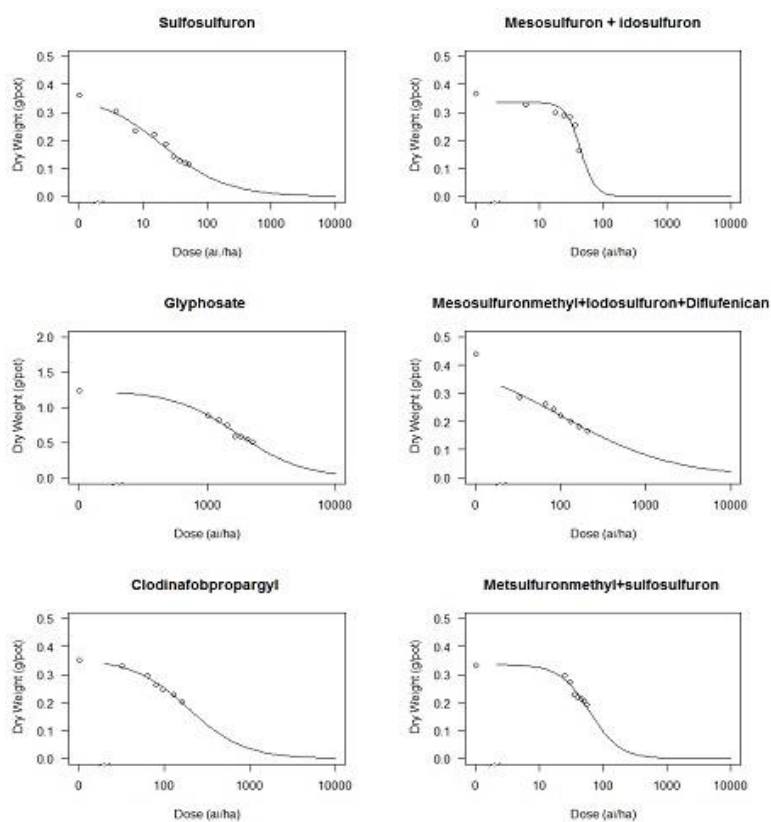 Sulfosulfuron
Dry Weight (g/pot)
0.5
0.4
0.3
0.2
0.1
0.0
0 10 100 1000 10000
Dose (ai,/ha)
Mesosulfuron + idosulfuron
Dry Weight (g/pot)
0.5
0.4
0.3
0.2
0.1
0.0
0 10 100 1000 10000
Dose (ai/ha)
Glyphosate
Dry Weight (g/pot)
2.0
1.5
1.0
0.5
0.0
0 1000 10000
Dose (ai/ha)
Mesosulfuronmethyl+Iodosulfuron+Diflufenican
Dry Weight (g/pot)
0.5
0.4
0.3
0.2
0.1
0.0
0 100 1000 10000
Dose (ai/ha)
Clodinafobpropargyl
Dry Weight (g/pot)
0.5
0.4
0.3
0.2
0.1
0.0
0 100 1000 10000
Dose (ai/ha)
Metsulfuronmethyl+sulfosulfuron
Dry Weight (g/pot)
0.5
0.4
0.3
0.2
0.1
0.0
0 10 100 1000 10000
Dose (ai/ha)